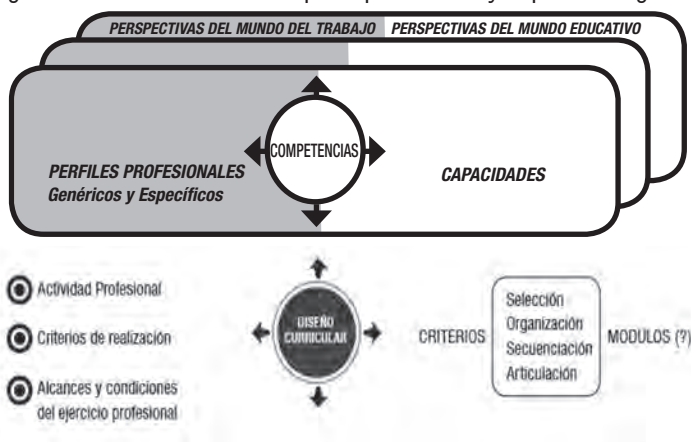 PERSPECTIVAS DEL MUNDO DEL TRABAJO
PERSPECTIVAS DEL MUNDO EDUCATIVO
COMPETENCIAS
PERFILES PROFESIONALES
Genéricos y Específicos
CAPACIDADES
Actividad Profesional
Criterios de realización
Alcances y condiciones
del ejercicio profesional
DISEÑO
CURRICULAR
CRITERIOS
Selección
Organización
Secuenciación
Articulación
MODULOS (?)